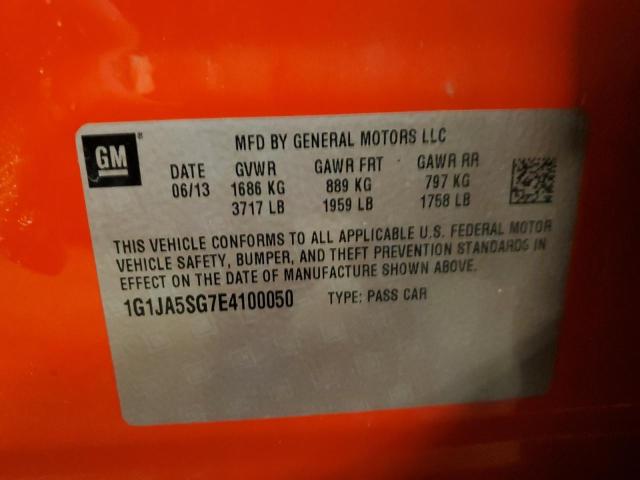 GM
®
MFD BY GENERAL MOTORS LLC
DATE GVWR GAWR FRT GAWR RR
06/13 1686 KG 889 KG 797 KG
3717 LB 1959 LB 1758 LB
THIS VEHICLE CONFORMS TO ALL APPLICABLE U.S. FEDERAL MOTOR
VEHICLE SAFETY, BUMPER, AND THEFT PREVENTION STANDARDS IN
EFFECT ON THE DATE OF MANUFACTURE SHOWN ABOVE.
1G1JA5SG7E4100050 TYPE: PASS CAR